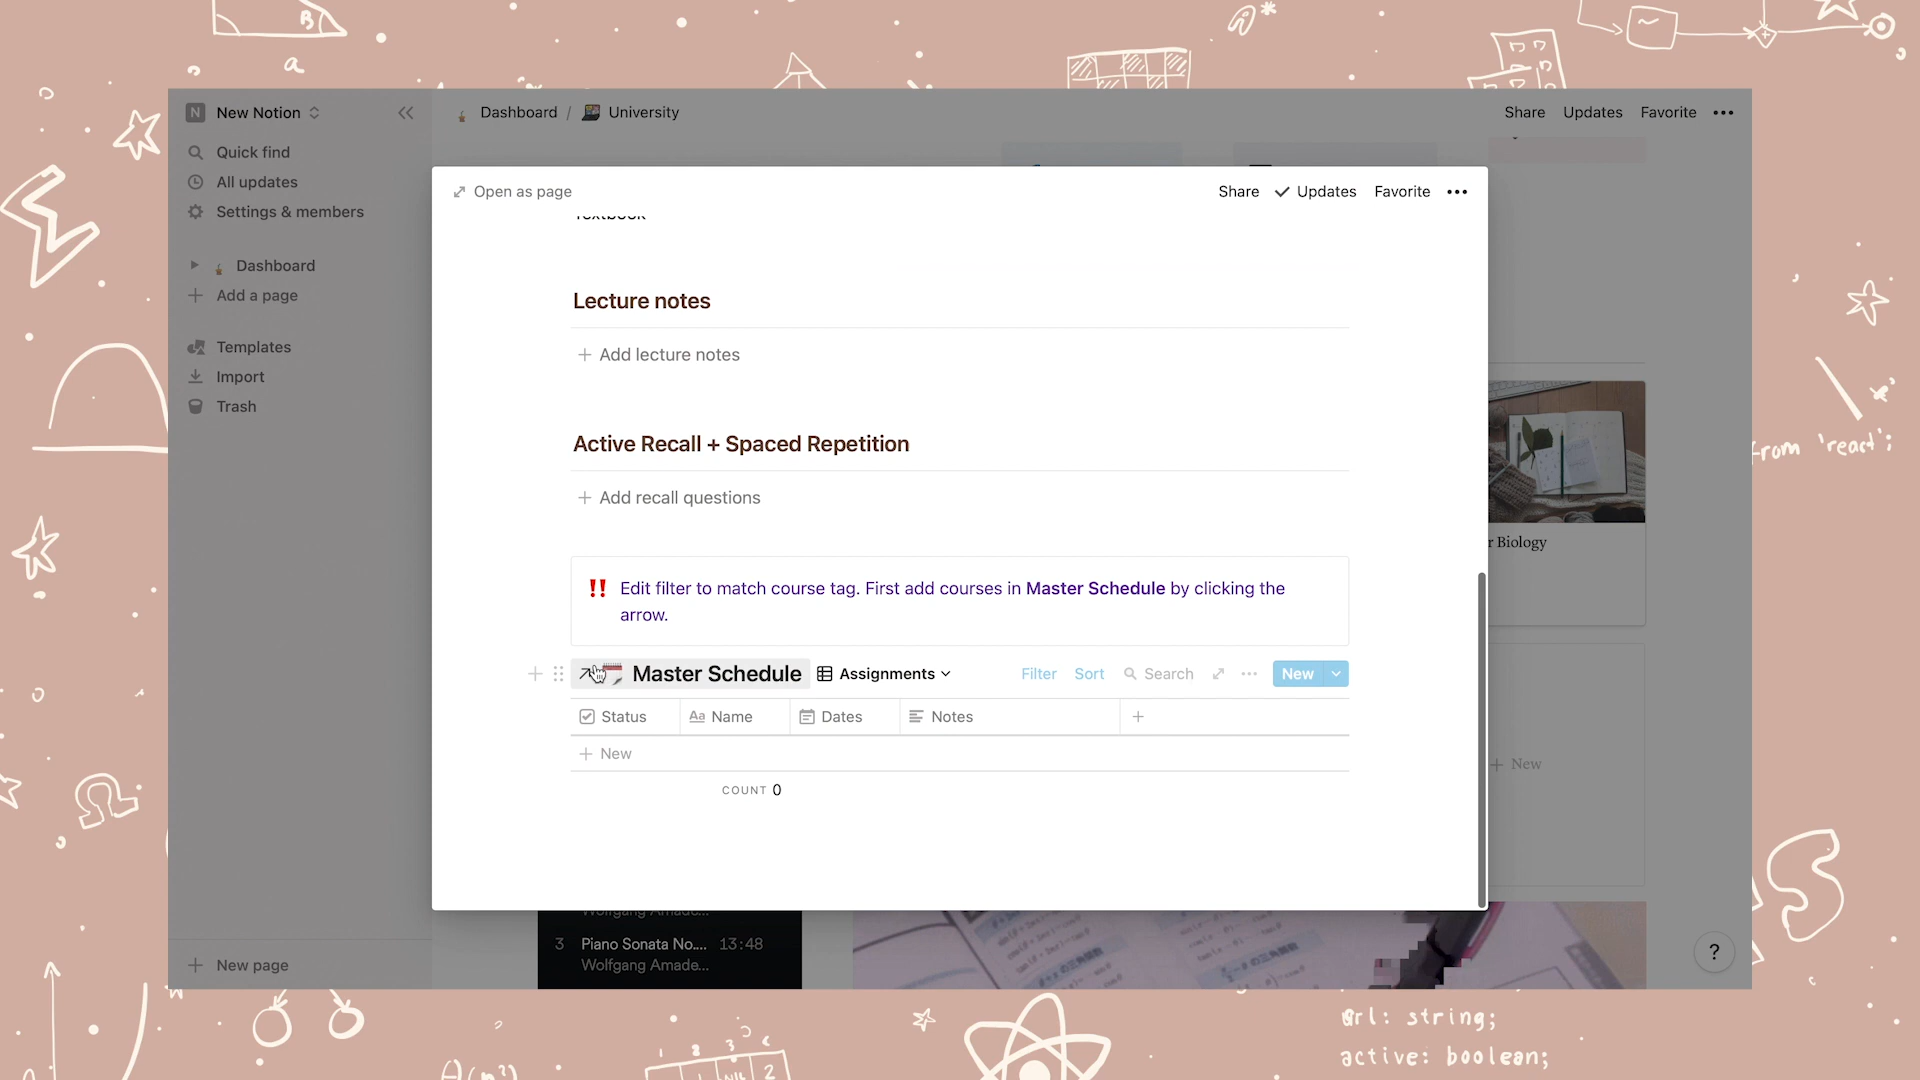 B
a
New Notion
Dashboard / University
Share Updates Favorite
Quick find
All updates
Settings & members
Dashboard
Add a page
Templates
Import
Trash
New page
Open as page
Share Updates Favorite
Textbook
Lecture notes
Add lecture notes
Active Recall + Spaced Repetition
Add recall questions
‼ Edit filter to match course tag. First add courses in Master Schedule by clicking the
arrow.
Master Schedule Assignments
Filter Sort Search New
Status Aa Name Dates Notes
New
COUNT 0
r Biology
New
from 'react';
Wolfgang Amade...
3 Piano Sonata No.... 13:48
Wolfgang Amade...
?
url: string;
active: boolean;